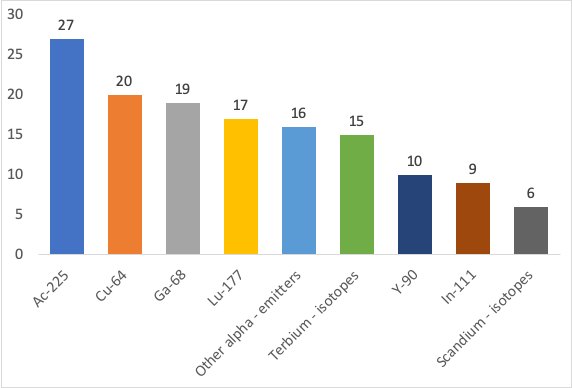 30
25
20
15
10
5
0
27
20
19
17
16
15
10
9
6
Ac-225
Cu-64
Ga-68
Lu-177
Other alpha - emitters
Terbium - isotopes
Y-90
In-111
Scandium - isotopes